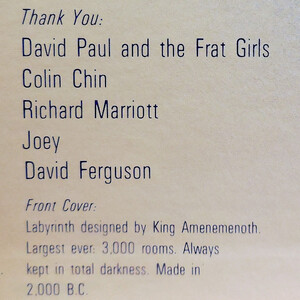 Thank You:
David Paul and the Frat Girls
Colin Chin
Richard Marriott
Joey
David Ferguson
Front Cover:
Labyrinth designed by King Amenemenoth.
Largest ever: 3,000 rooms. Always
kept in total darkness. Made in
2,000 B.C.